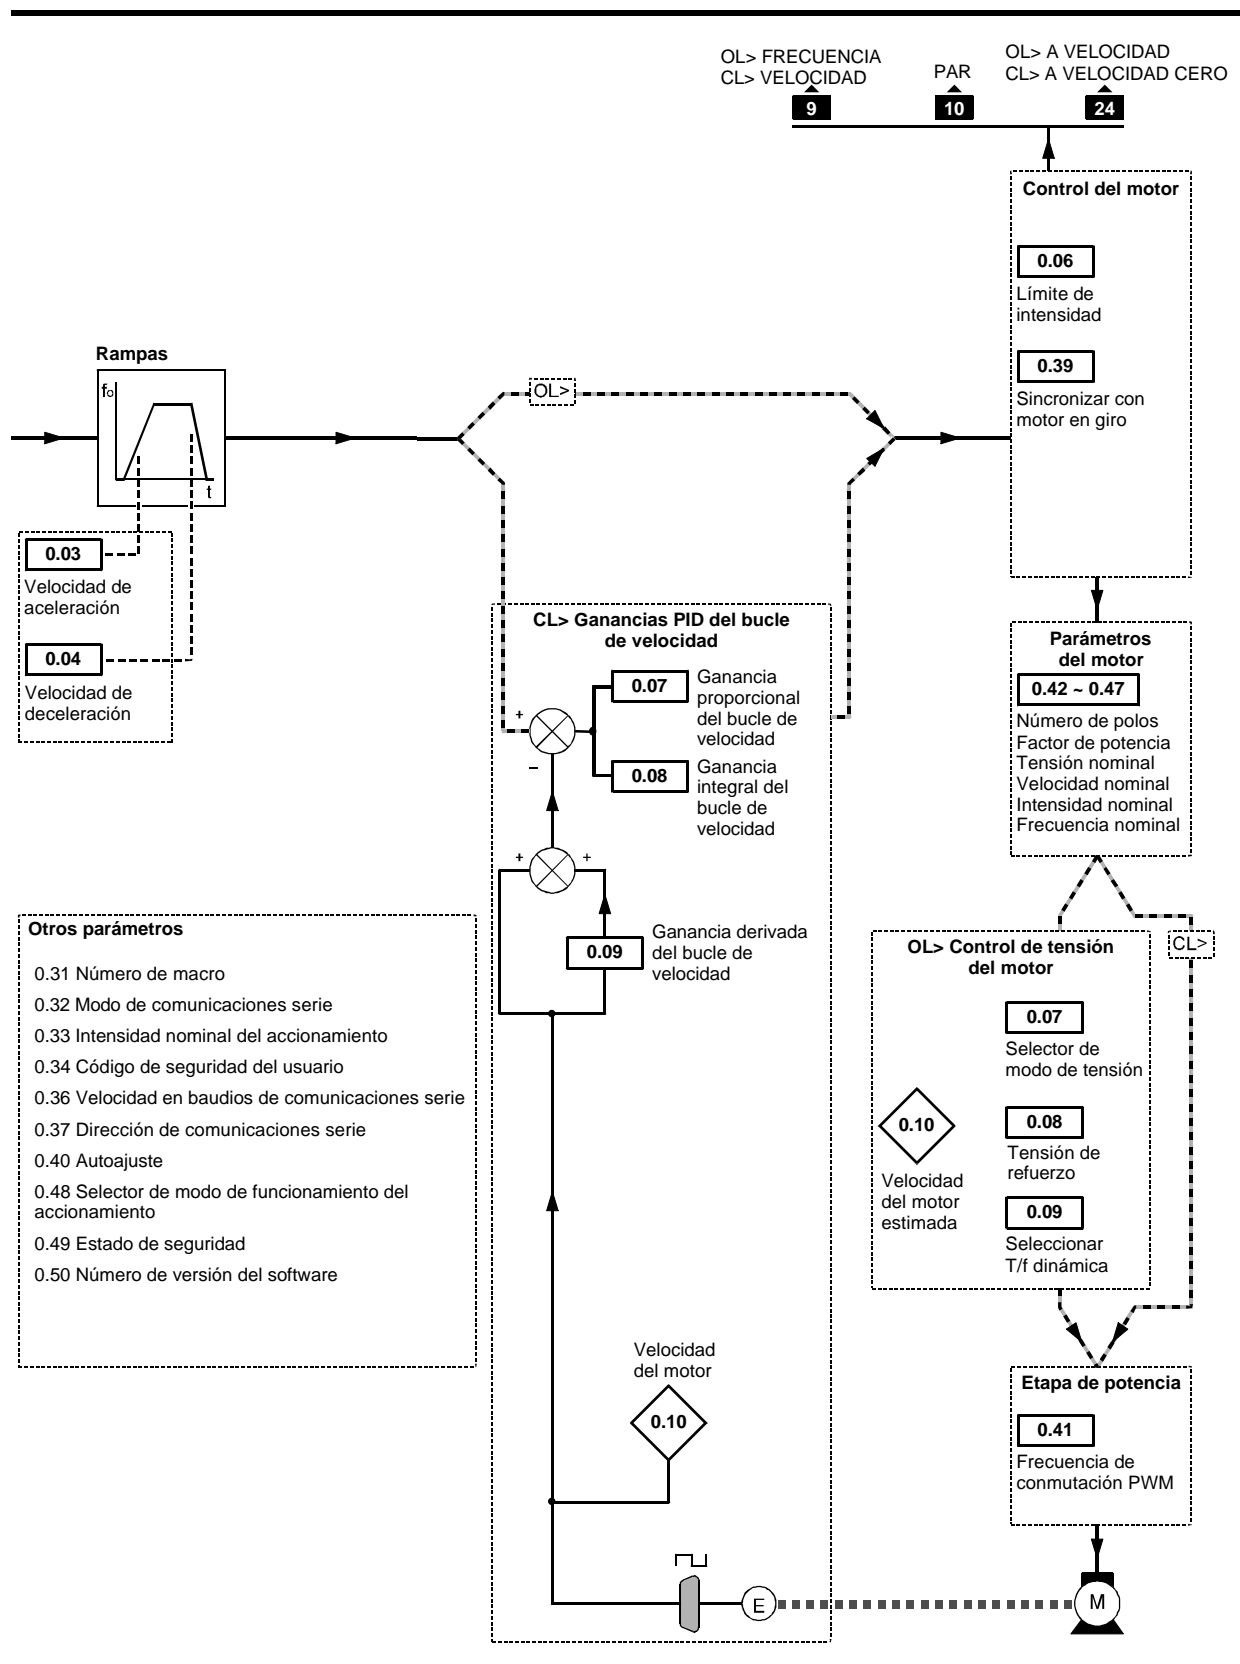 OL> FRECUENCIA
CL> VELOCIDAD
PAR
OL> A VELOCIDAD
CL> A VELOCIDAD CERO
9
10
24
Control del motor
0.06
Límite de
intensidad
0.39
Sincronizar con
motor en giro
Rampas
fo
t
OL>
0.03
Velocidad de
aceleración
0.04
Velocidad de
deceleración
CL> Ganancias PID del bucle
de velocidad
0.07
Ganancia
proporcional
del bucle de
velocidad
+
–
0.08
Ganancia
integral del
bucle de
velocidad
+
+
0.09
Ganancia derivada
del bucle de
velocidad
Parámetros
del motor
0.42 ~ 0.47
Número de polos
Factor de potencia
Tensión nominal
Velocidad nominal
Intensidad nominal
Frecuencia nominal
Otros parámetros
0.31 Número de macro
0.32 Modo de comunicaciones serie
0.33 Intensidad nominal del accionamiento
0.34 Código de seguridad del usuario
0.36 Velocidad en baudios de comunicaciones serie
0.37 Dirección de comunicaciones serie
0.40 Autoajuste
0.48 Selector de modo de funcionamiento del
accionamiento
0.49 Estado de seguridad
0.50 Número de versión del software
OL> Control de tensión
del motor
CL>
0.07
Selector de
modo de tensión
0.10
Velocidad
del motor
estimada
0.08
Tensión de
refuerzo
0.09
Seleccionar
T/f dinámica
Velocidad
del motor
0.10
Etapa de potencia
0.41
Frecuencia de
conmutación PWM
E
M